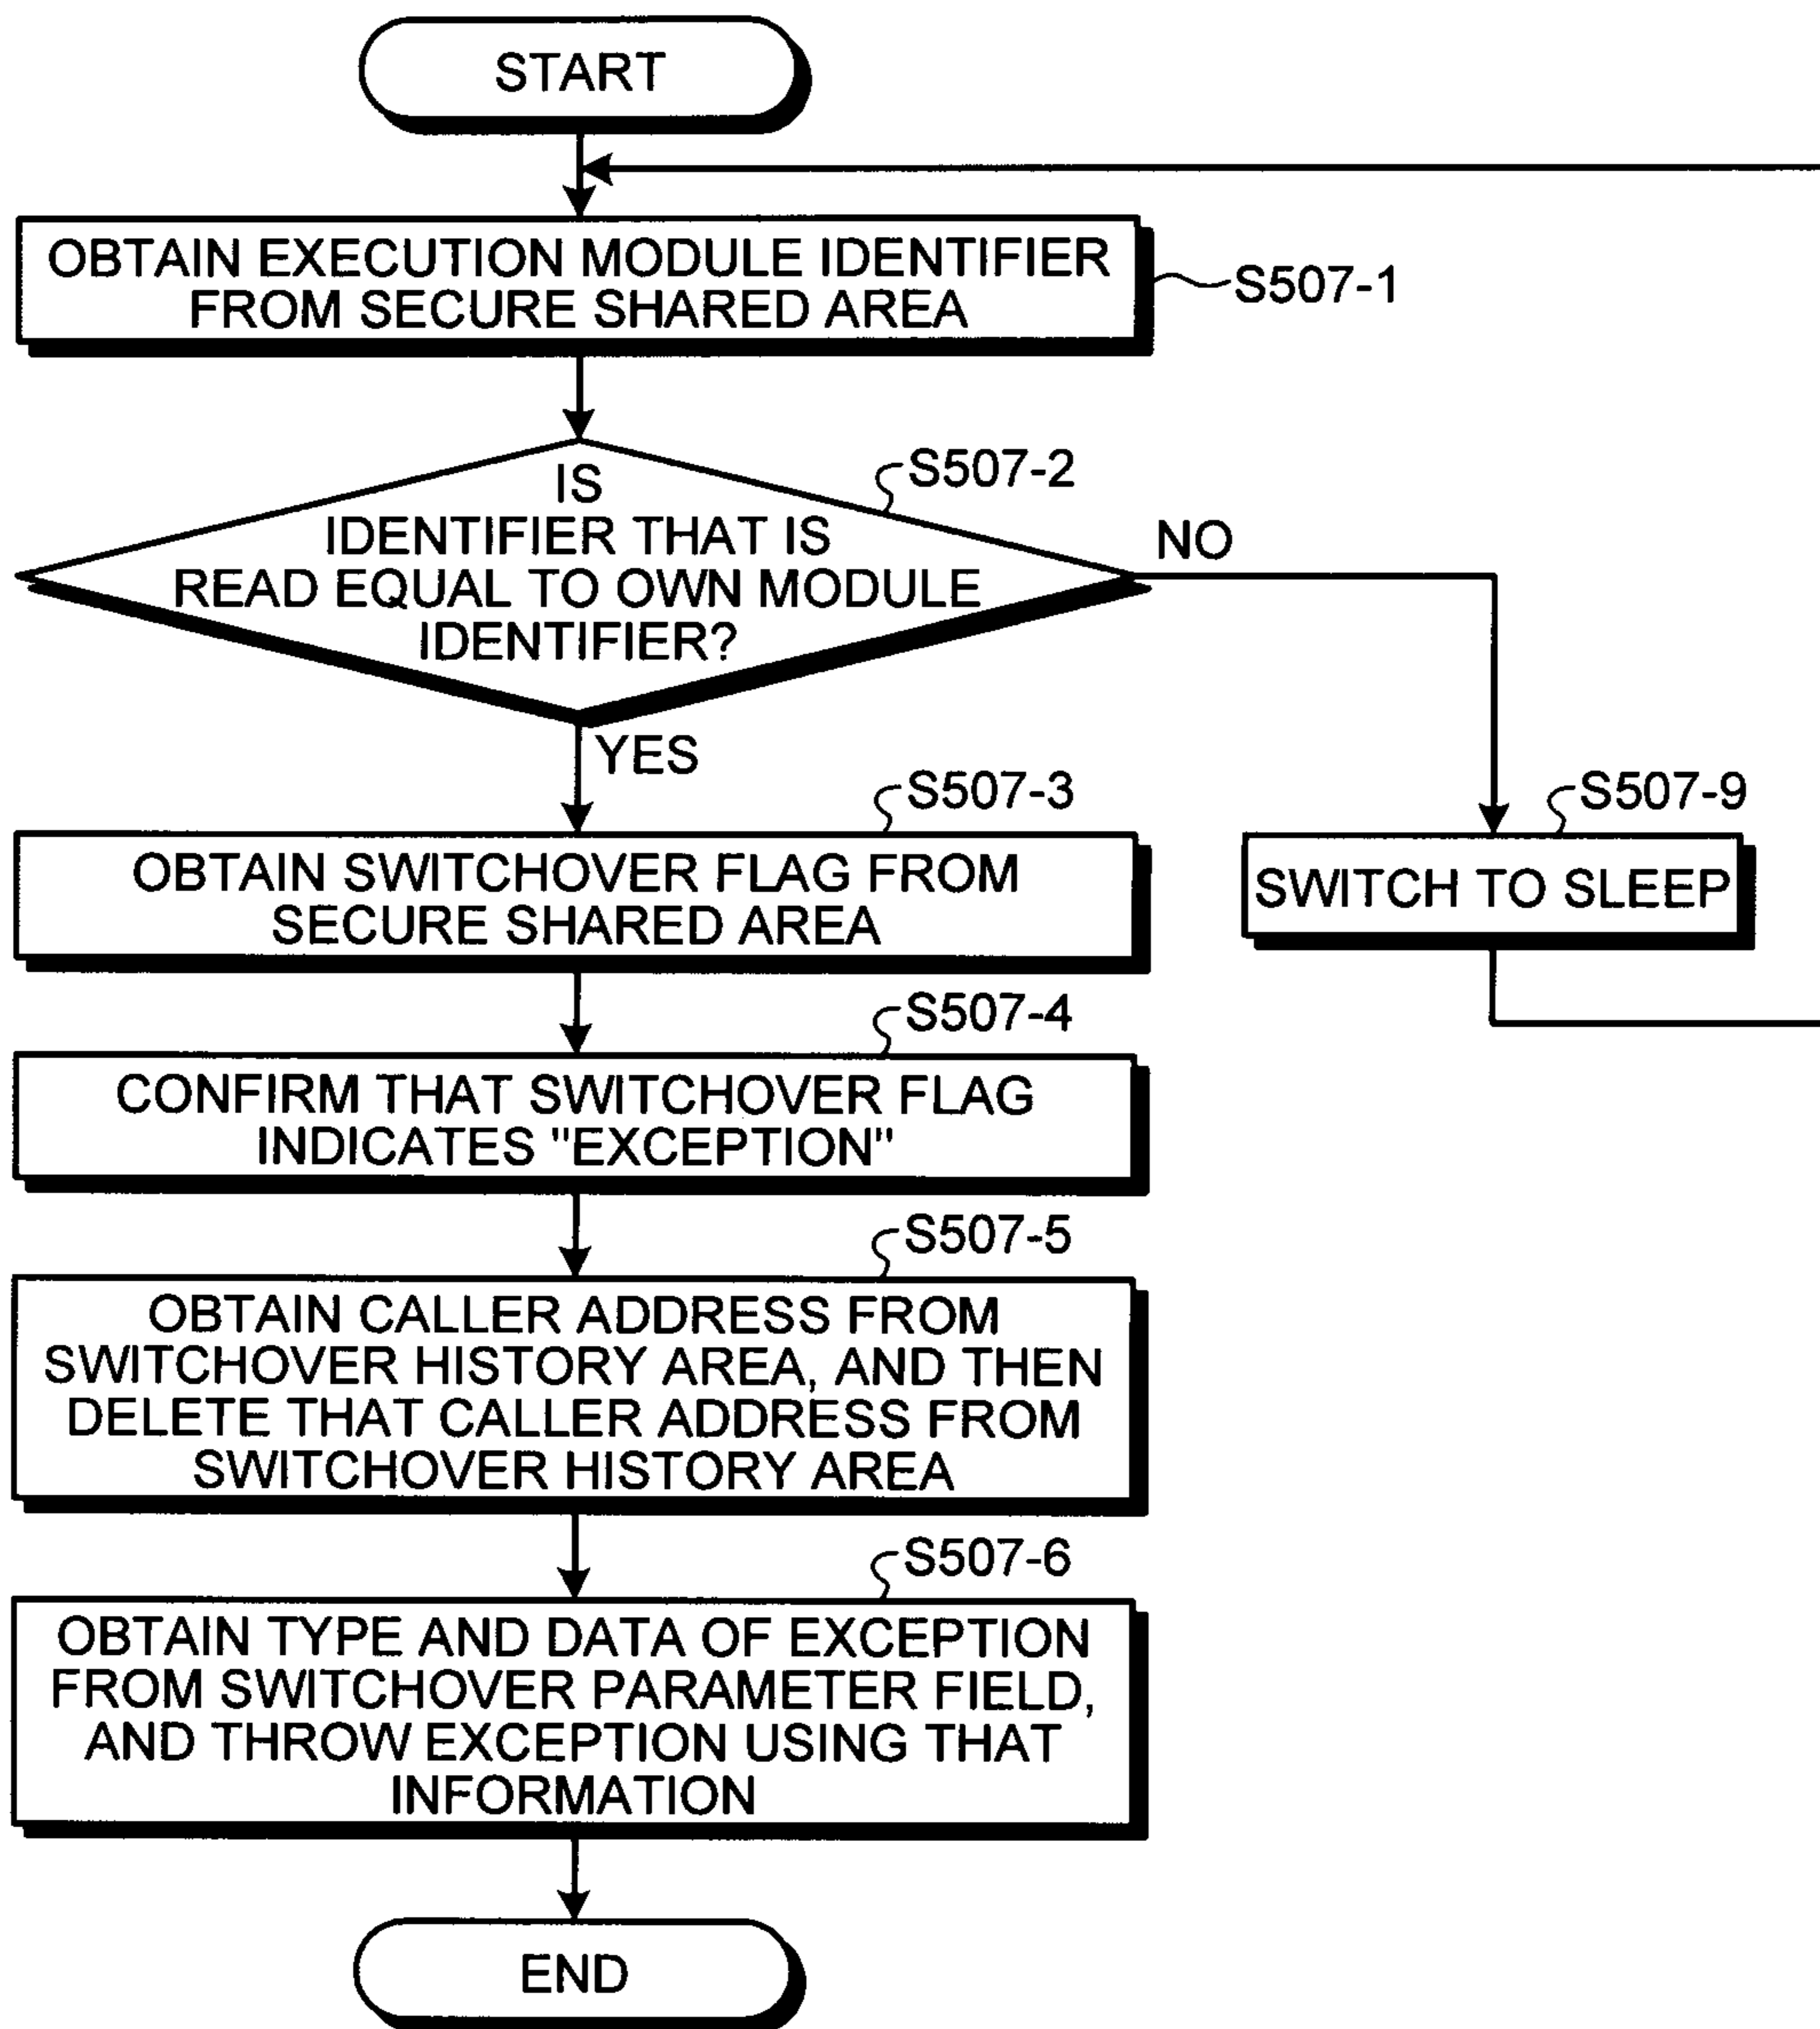 START
OBTAIN EXECUTION MODULE IDENTIFIER
FROM SECURE SHARED AREA
S507-1
S507-2
IS
IDENTIFIER THAT IS
READ EQUAL TO OWN MODULE
IDENTIFIER?
NO
YES
S507-3
OBTAIN SWITCHOVER FLAG FROM
SECURE SHARED AREA
S507-9
SWITCH TO SLEEP
S507-4
CONFIRM THAT SWITCHOVER FLAG
INDICATES "EXCEPTION"
S507-5
OBTAIN CALLER ADDRESS FROM
SWITCHOVER HISTORY AREA, AND THEN
DELETE THAT CALLER ADDRESS FROM
SWITCHOVER HISTORY AREA
S507-6
OBTAIN TYPE AND DATA OF EXCEPTION
FROM SWITCHOVER PARAMETER FIELD,
AND THROW EXCEPTION USING THAT
INFORMATION
END